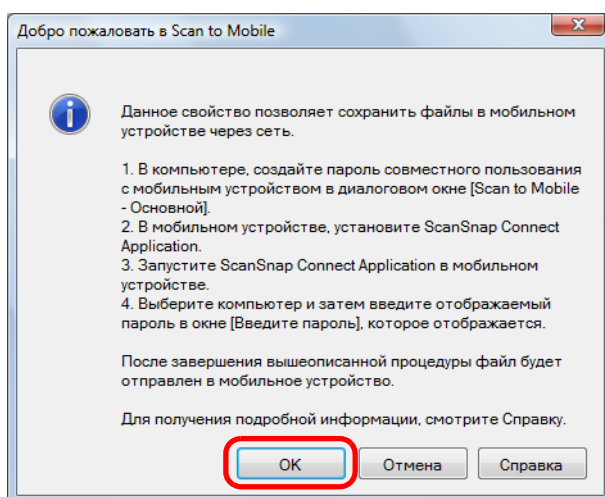 Добро пожаловать в Scan to Mobile
Данное свойство позволяет сохранить файлы в мобильном
устройстве через сеть.
1. В компьютере, создайте пароль совместного пользования
с мобильным устройством в диалоговом окне [Scan to Mobile
- Основной].
2. В мобильном устройстве, установите ScanSnap Connect
Application.
3. Запустите ScanSnap Connect Application в мобильном
устройстве.
4. Выберите компьютер и затем введите отображаемый
пароль в окне [Введите пароль], которое отображается.
После завершения вышеописанной процедуры файл будет
отправлен в мобильное устройство.
Для получения подробной информации, смотрите Справку.
OK Отмена Справка